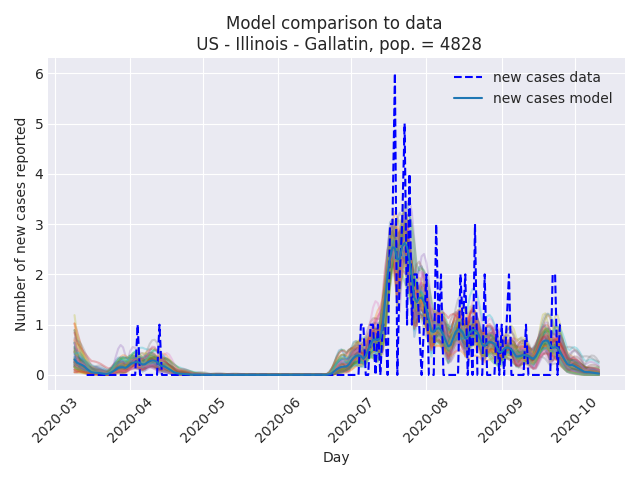 Model comparison to data
US - Illinois - Gallatin, pop. = 4828
new cases data
new cases model
Number of new cases reported
6
5
4
3
2
1
0
2020-03
2020-04
2020-05
2020-06
2020-07
2020-08
2020-09
2020-10
Day